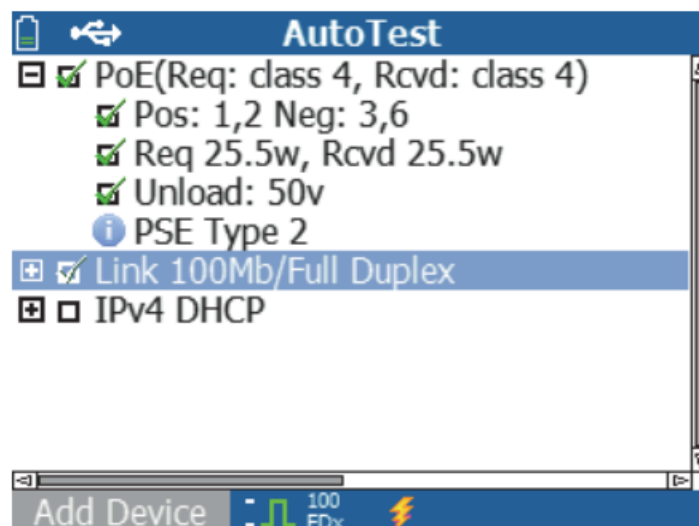 AutoTest
PoE(Req: class 4, Rcvd: class 4)
Pos: 1,2 Neg: 3,6
Req 25.5w, Rcvd 25.5w
Unload: 50v
i PSE Type 2
Link 100Mb/Full Duplex
IPv4 DHCP
Add Device
100
FDx